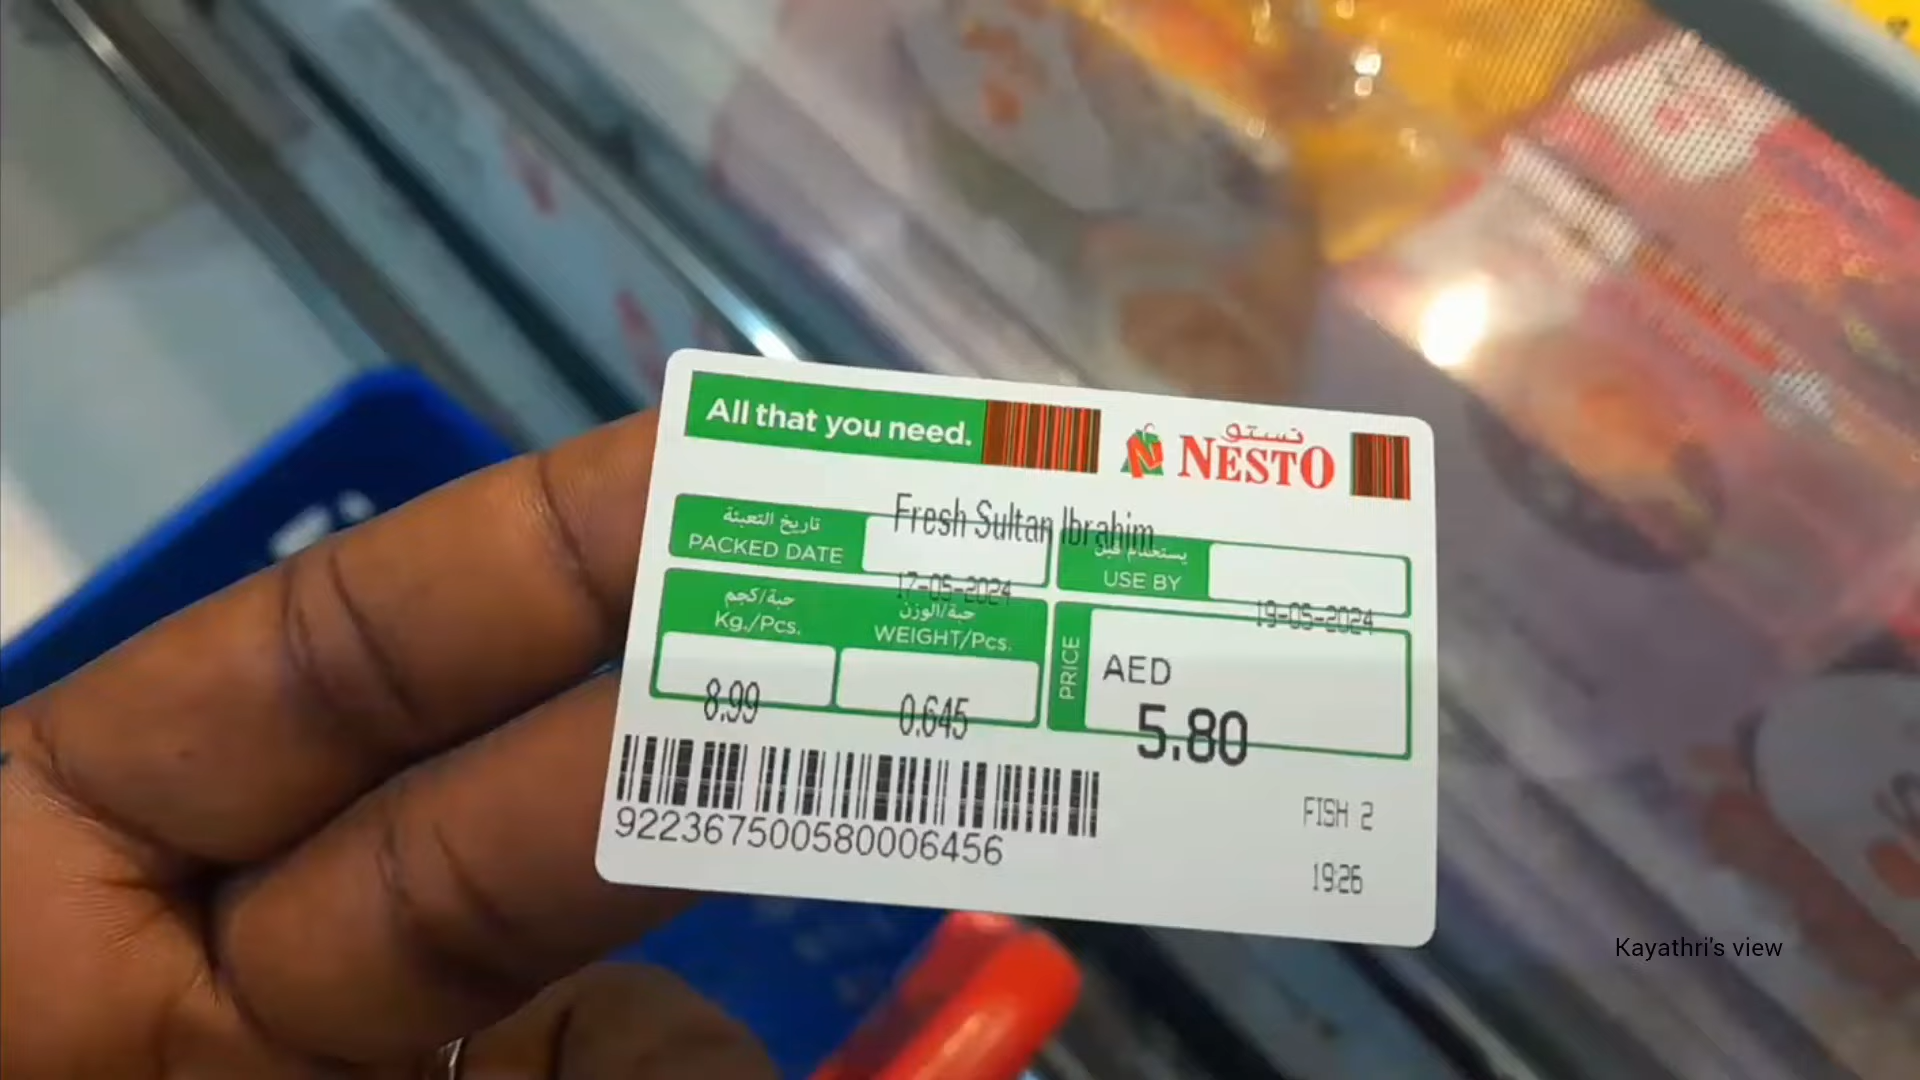 All that you need.
نستو
NESTO
Fresh Sultan Ibrahim
تاريخ التعبئة
PACKED DATE
17-05-2024
يستخدم قبل
USE BY
19-05-2024
حبة/كجم
Kg./Pcs.
8.99
حبة/الوزن
WEIGHT/Pcs.
0.645
PRICE
AED
5.80
922367500580006456
FISH 2
19:26
Kayathri's view